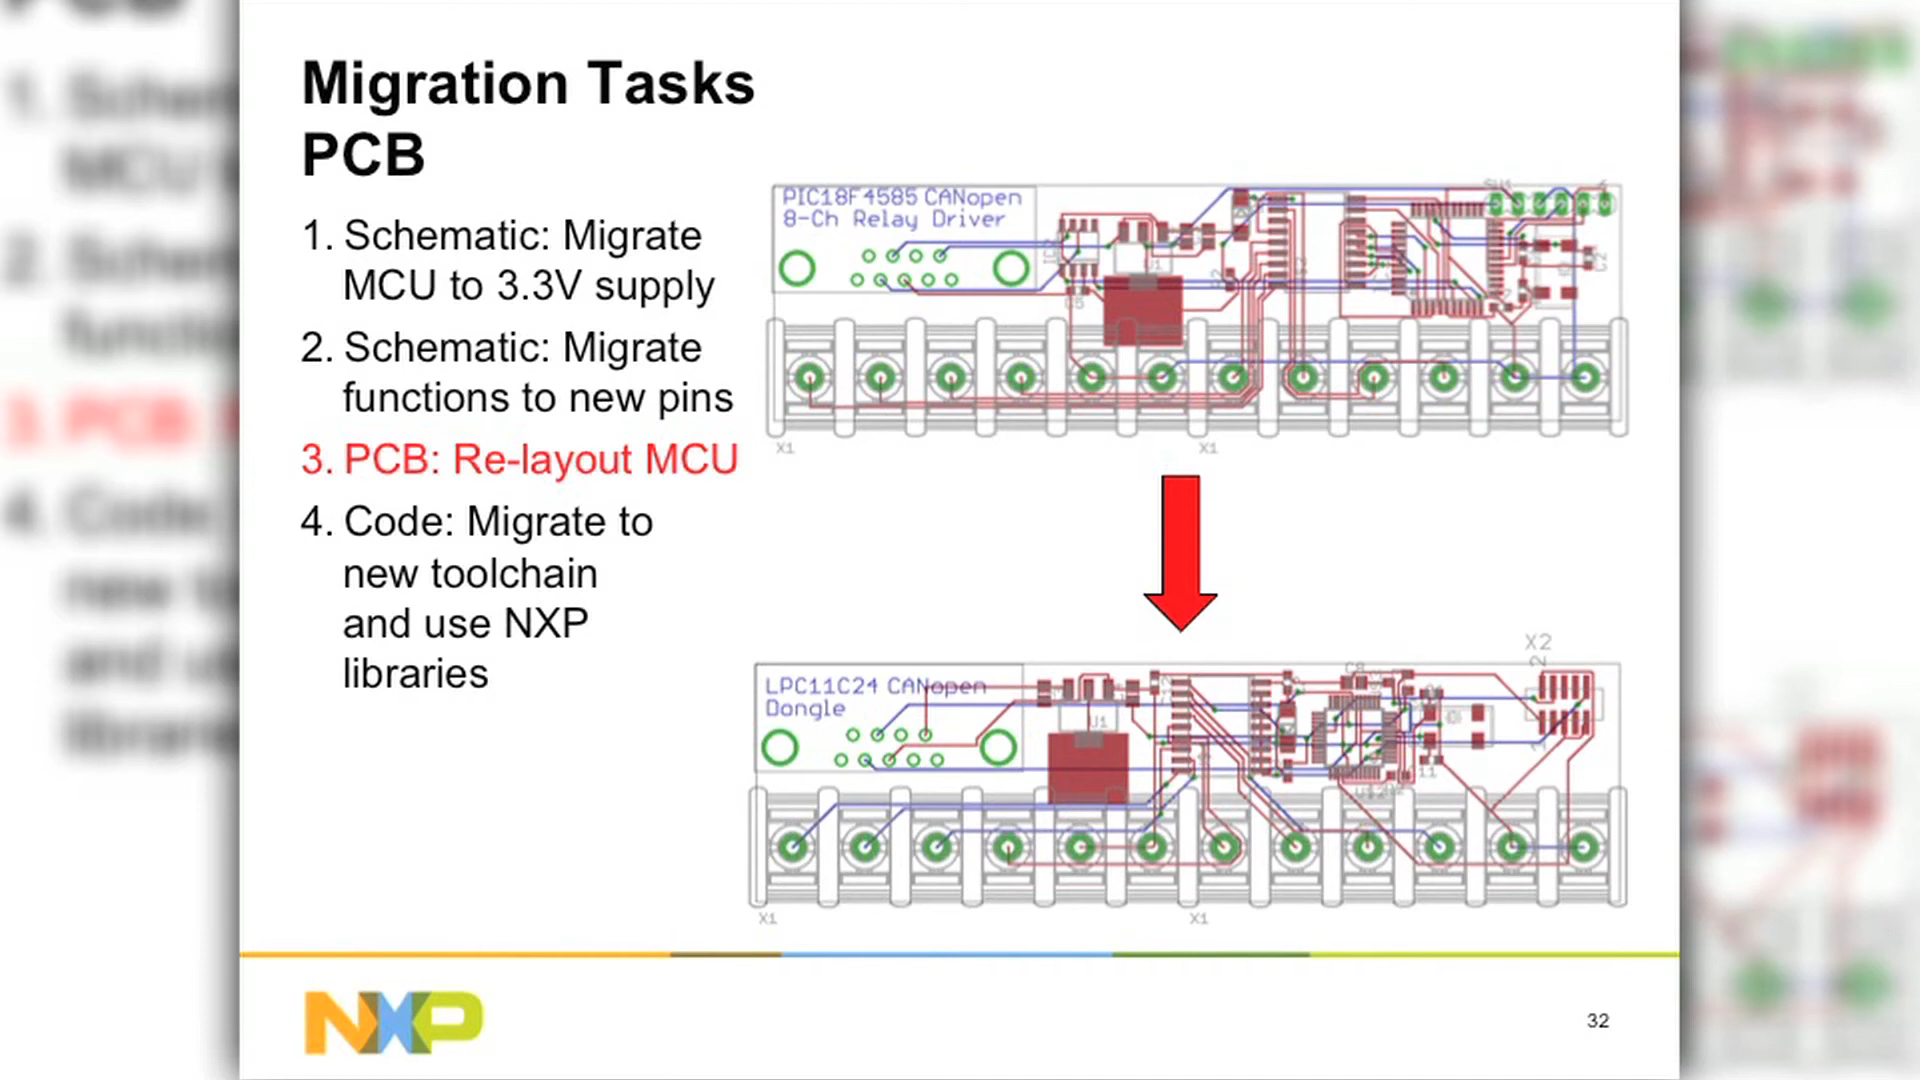 Migration Tasks
PCB
1. Schematic: Migrate
MCU to 3.3V supply
2. Schematic: Migrate
functions to new pins
3. PCB: Re-layout MCU
4. Code: Migrate to
new toolchain
and use NXP
libraries
PIC18F4585 CANopen
8-Ch Relay Driver
U1
X1
X1
X2
LPC11C24 CANopen
Dongle
U1
X1
X1
NXP
32